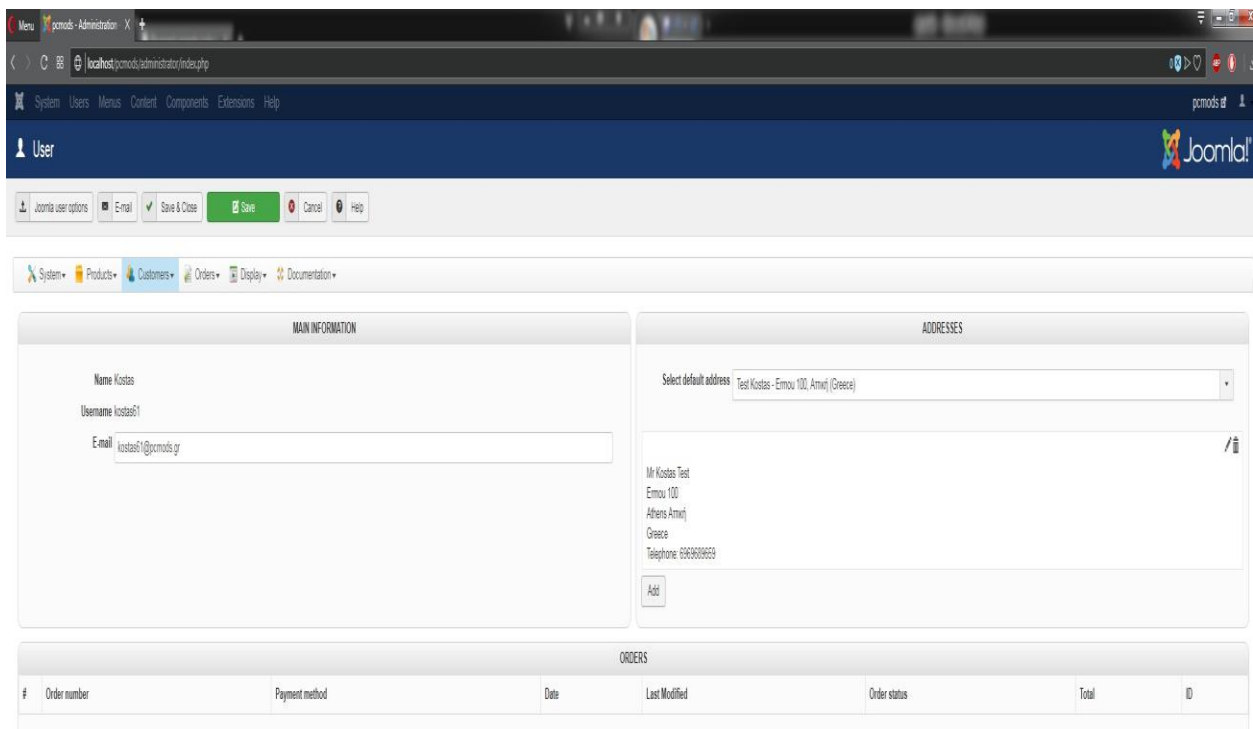 Menu pcmods - Administration
localhost/pcmods/administrator/index.php
System Users Menus Content Components Extensions Help pcmods
User Joomla!
Joomla user options E-mail Save & Close Save Cancel Help
System Products Customers Orders Display Documentation
MAIN INFORMATION
Name Kostas
Username kostas61
E-mail kostas61@pcmods.gr
ADDRESSES
Select default address Test Kostas - Ermou 100, Αττική (Greece)
Mr Kostas Test
Ermou 100
Athens Αττική
Greece
Telephone: 6969689659
Add
ORDERS
# Order number Payment method Date Last Modified Order status Total ID